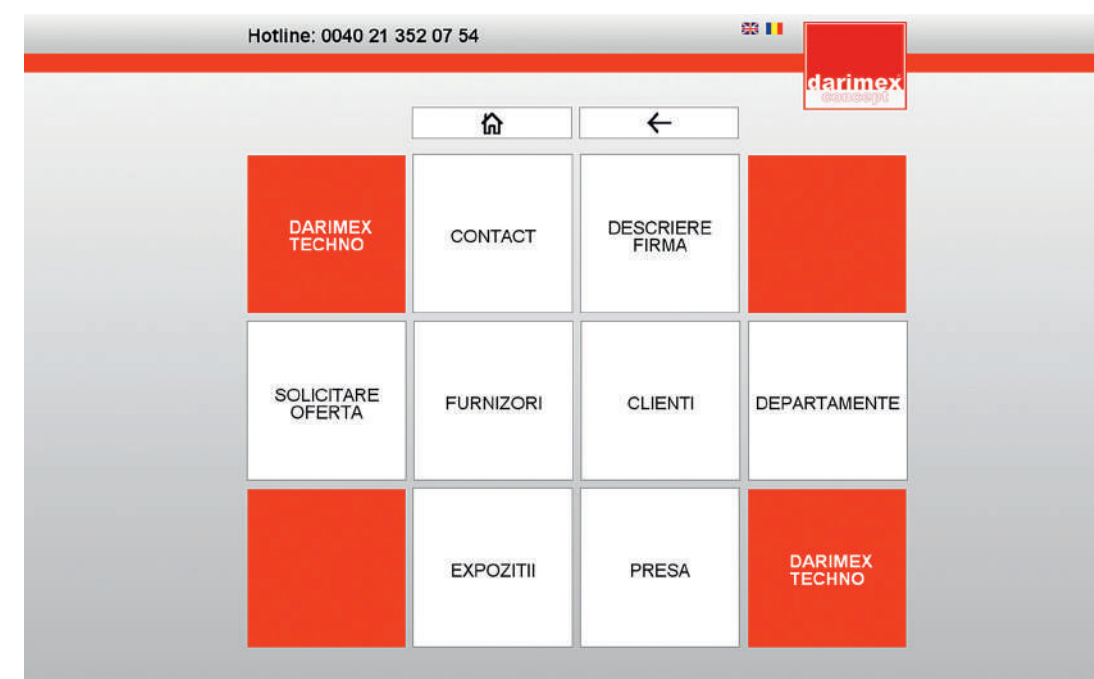 Hotline: 0040 21 352 07 54
darimex
concept
DARIMEX
TECHNO
CONTACT
DESCRIERE
FIRMA
SOLICITARE
OFERTA
FURNIZORI
CLIENTI
DEPARTAMENTE
EXPOZITII
PRESA
DARIMEX
TECHNO